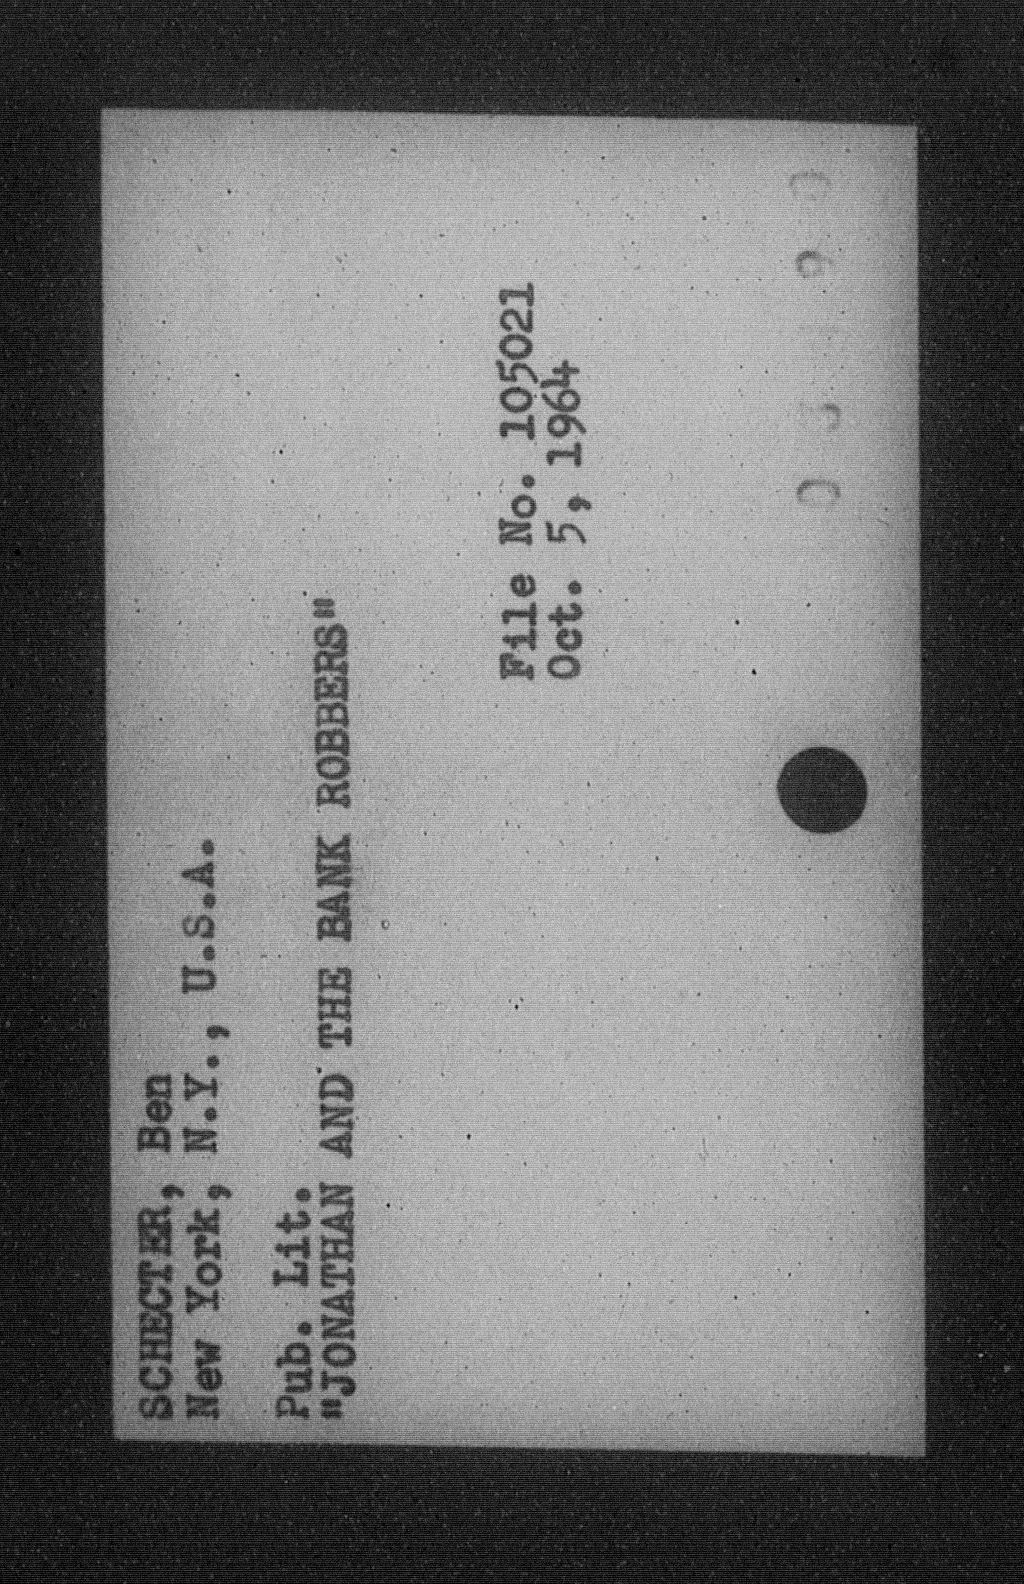 SCHECTER, Ben
New York, N.Y., U.S.A.
Pub. Lit.
"JONATHAN AND THE BANK ROBBERS"
File No. 105021
Oct. 5, 1964